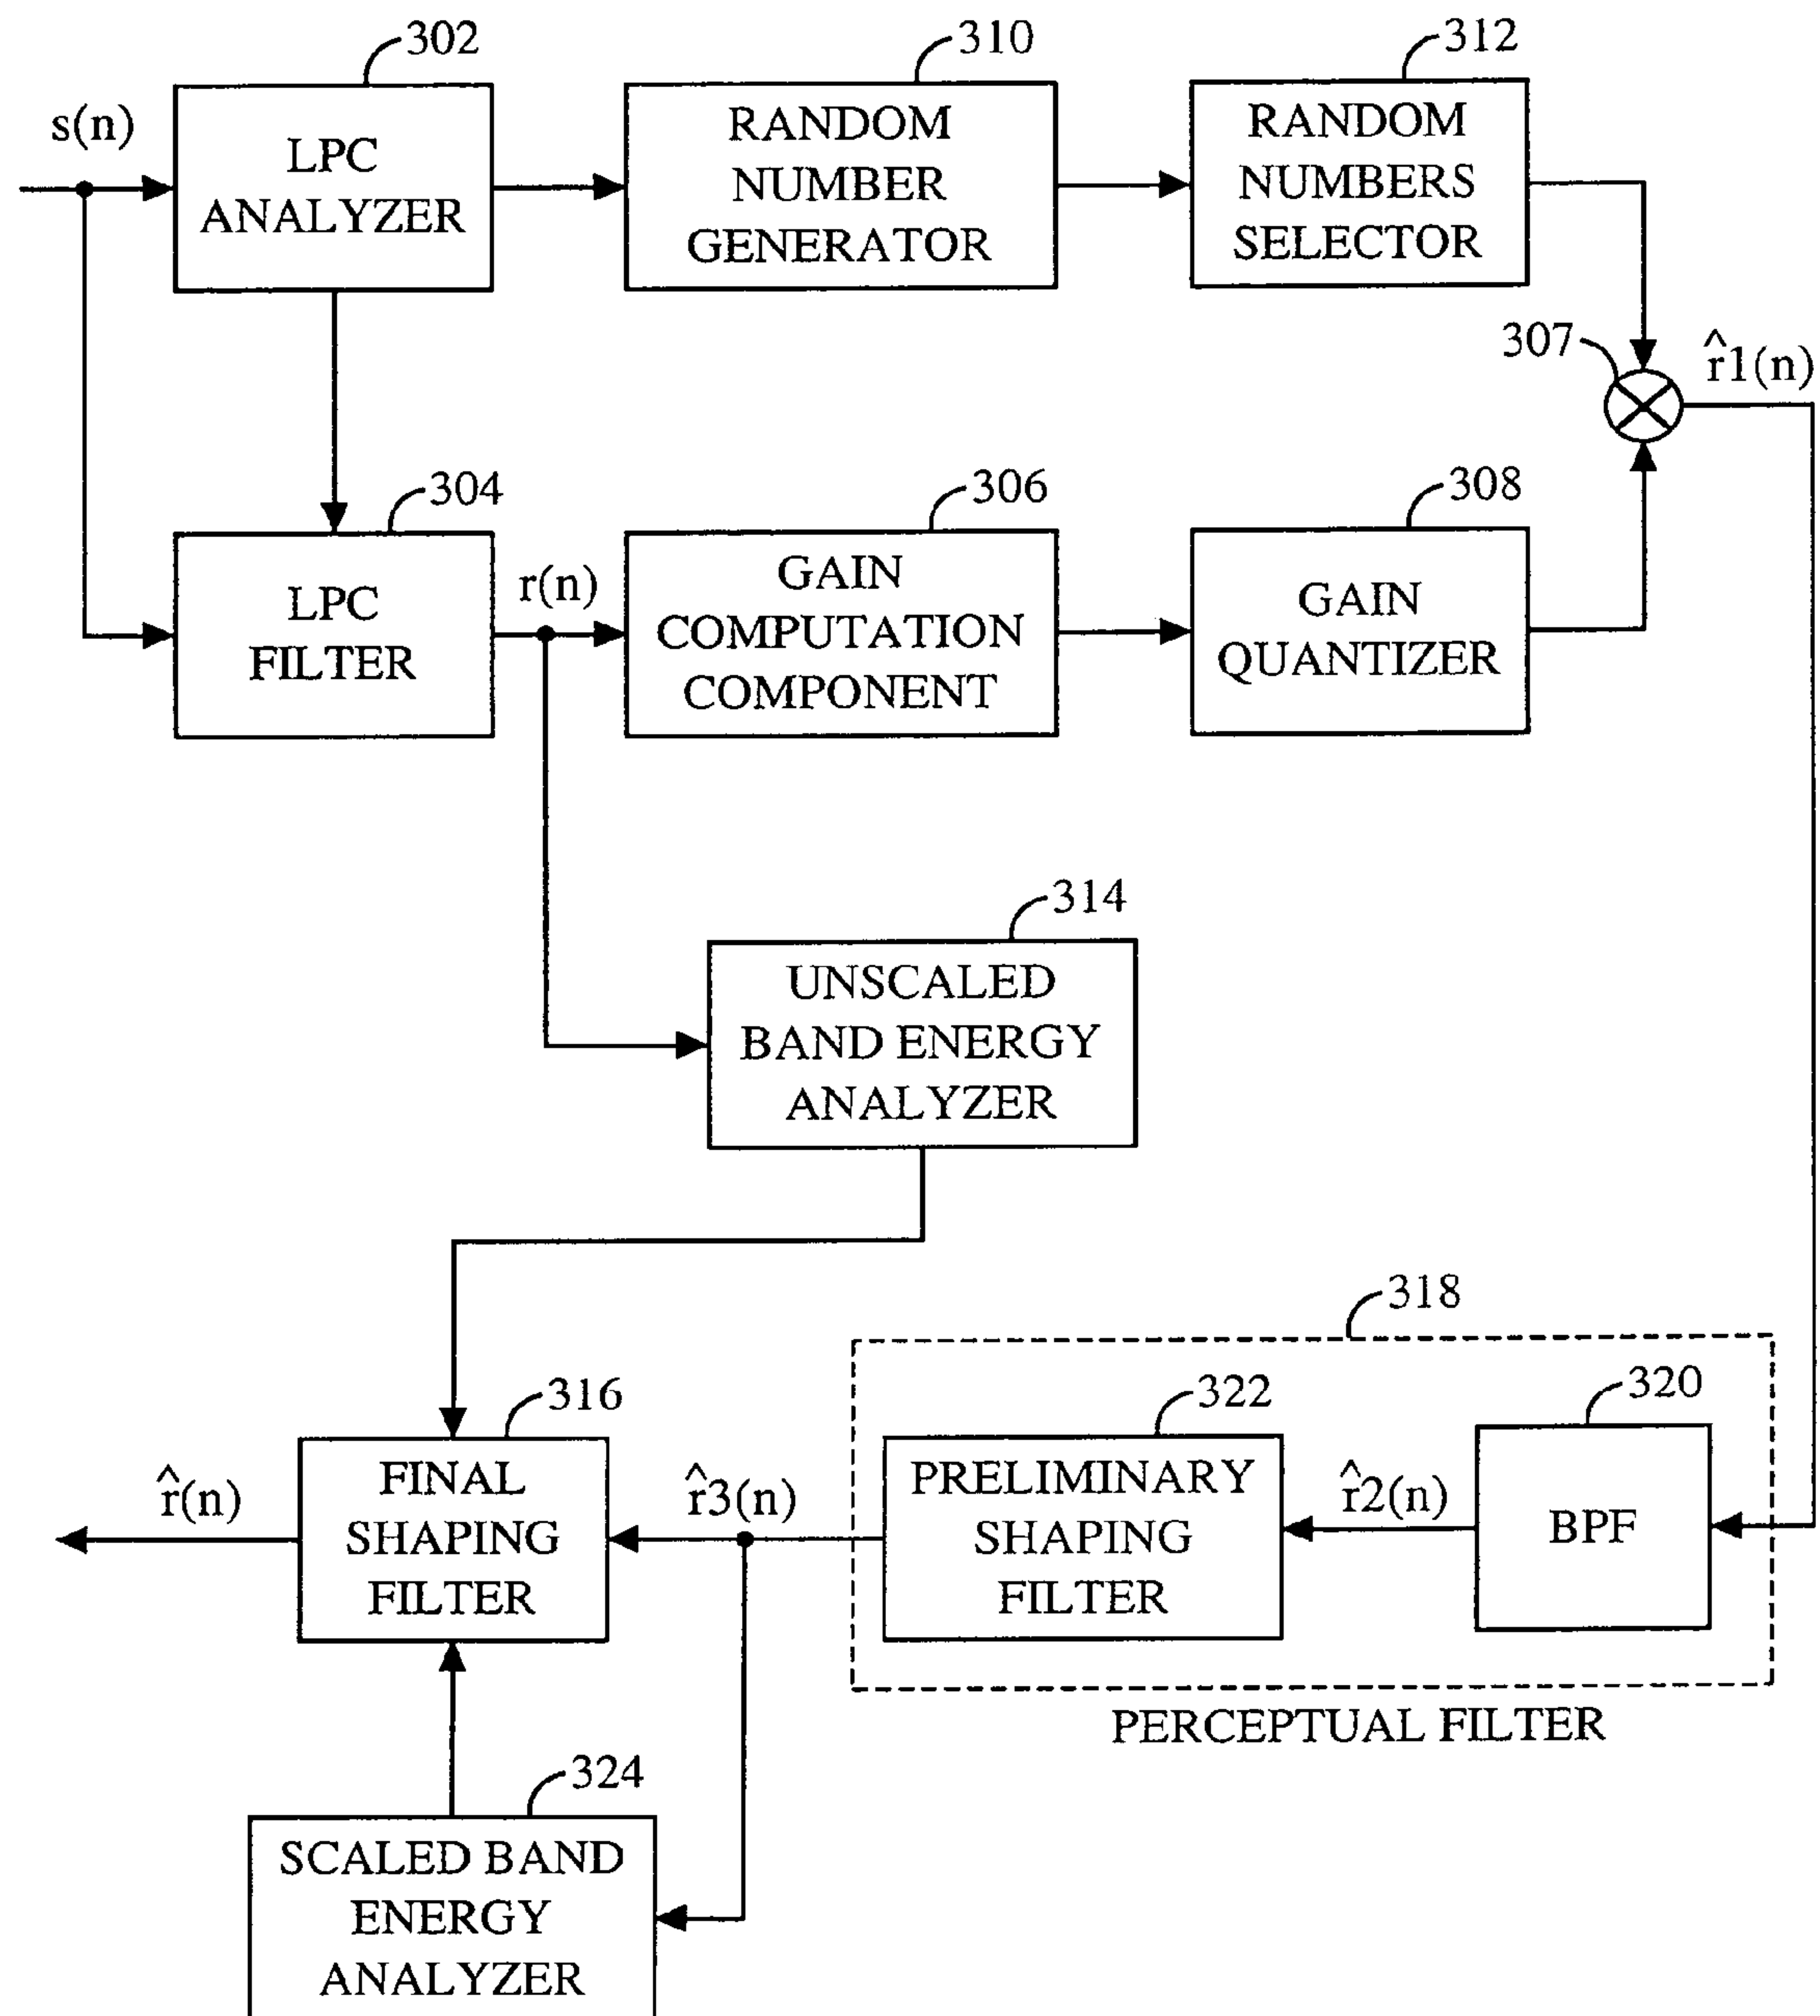 302
310
312
s(n)
LPC
ANALYZER
RANDOM
NUMBER
GENERATOR
RANDOM
NUMBERS
SELECTOR
307
r̂1(n)
304
306
308
LPC
FILTER
r(n)
GAIN
COMPUTATION
COMPONENT
GAIN
QUANTIZER
314
UNSCALED
BAND ENERGY
ANALYZER
318
316
322
320
r̂(n)
FINAL
SHAPING
FILTER
r̂3(n)
PRELIMINARY
SHAPING
FILTER
r̂2(n)
BPF
PERCEPTUAL FILTER
324
SCALED BAND
ENERGY
ANALYZER